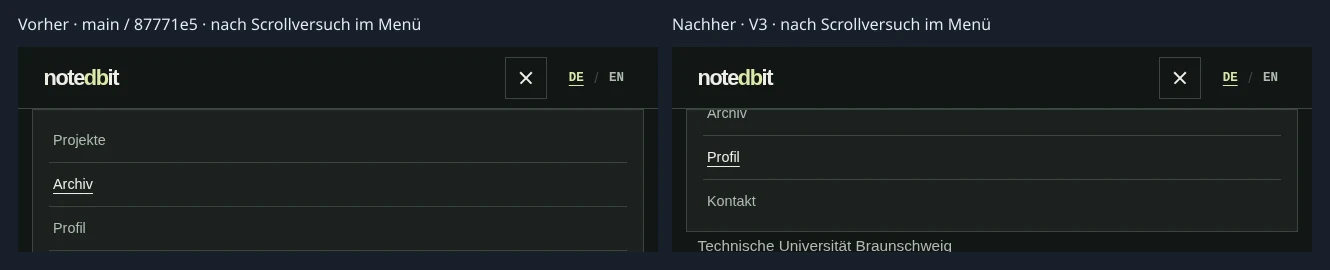 Vorher · main / 87771e5 · nach Scrollversuch im Menü
notedbit
× DE / EN
Projekte
Archiv
Profil
Nachher · V3 · nach Scrollversuch im Menü
notedbit
× DE / EN
Archiv
Profil
Kontakt
Technische Universität Braunschweig